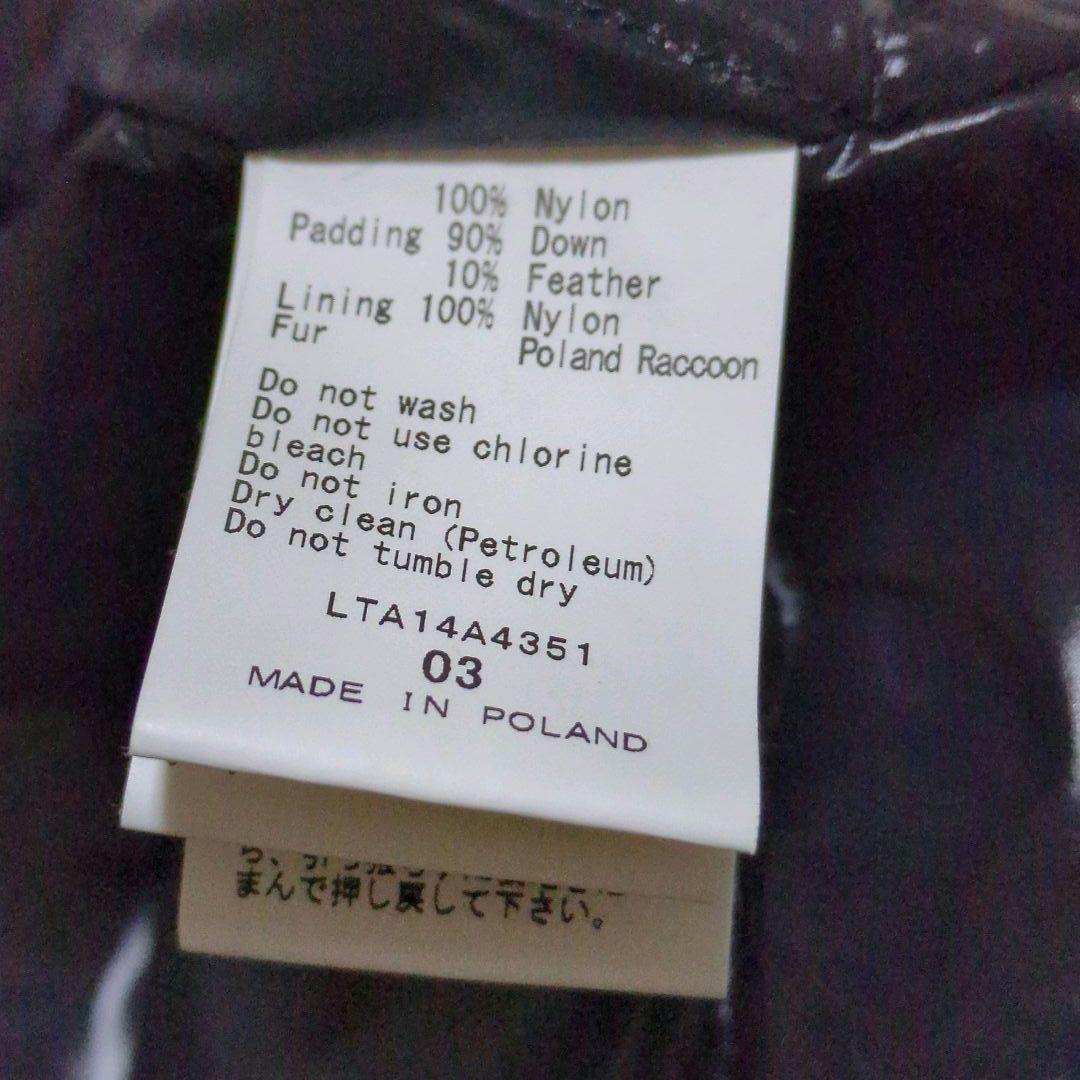 100% Nylon
Padding 90% Down
10% Feather
Lining 100% Nylon
Fur Poland Raccoon
Do not wash
Do not use chlorine
bleach
Do not iron
Dry clean (Petroleum)
Do not tumble dry
LTA14A4351
03
MADE IN POLAND
まんで押し戻して下さい。